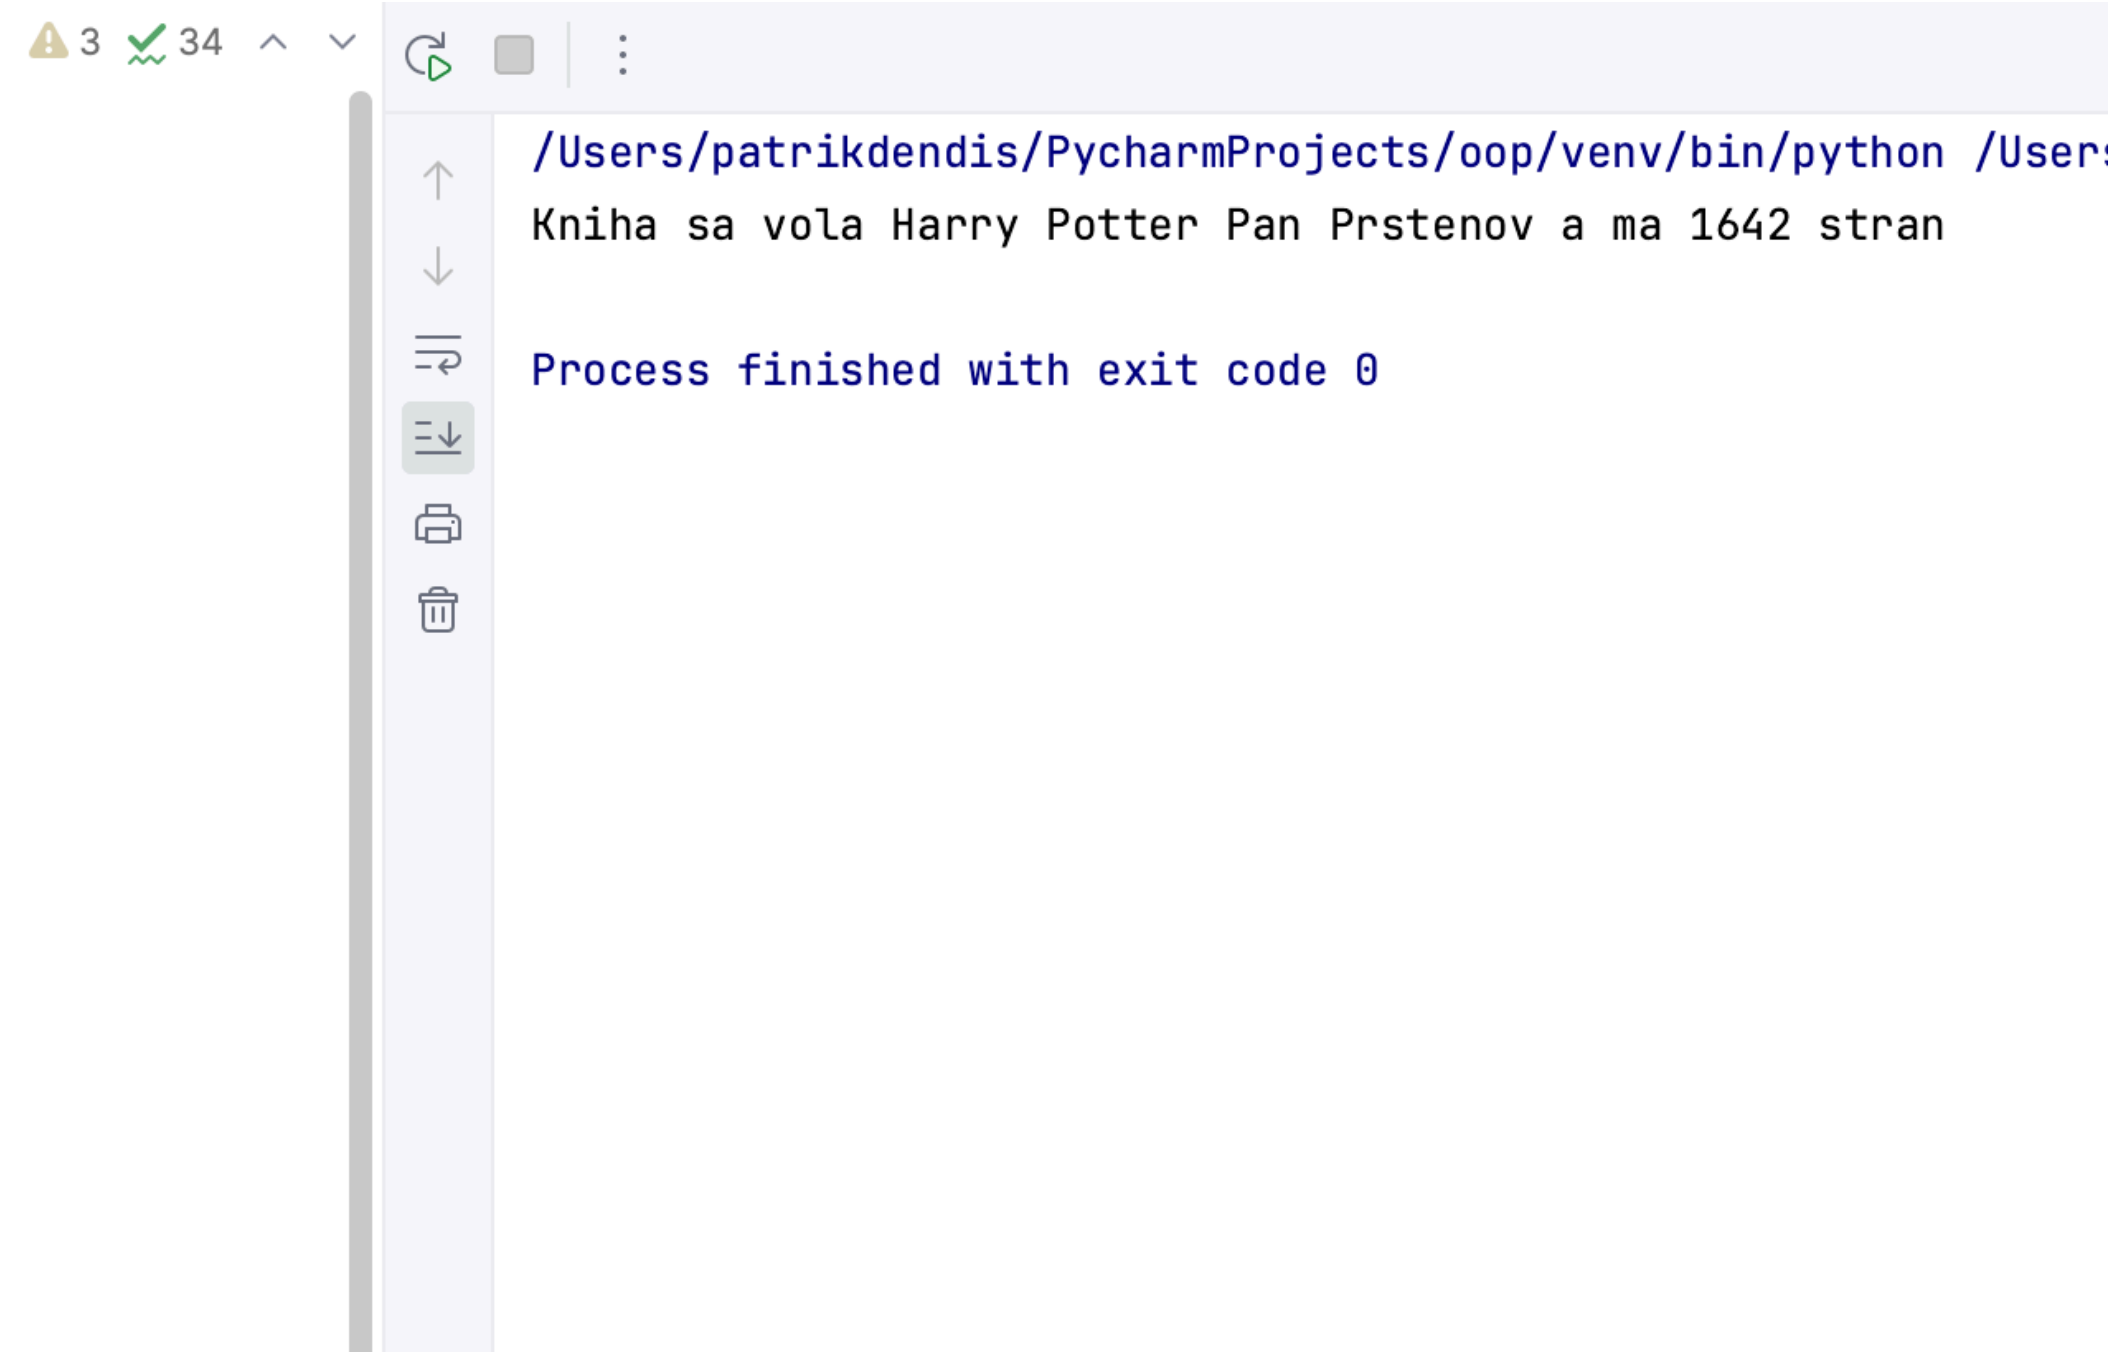 3 34
/Users/patrikdendis/PycharmProjects/oop/venv/bin/python /Users
Kniha sa vola Harry Potter Pan Prstenov a ma 1642 stran
Process finished with exit code 0